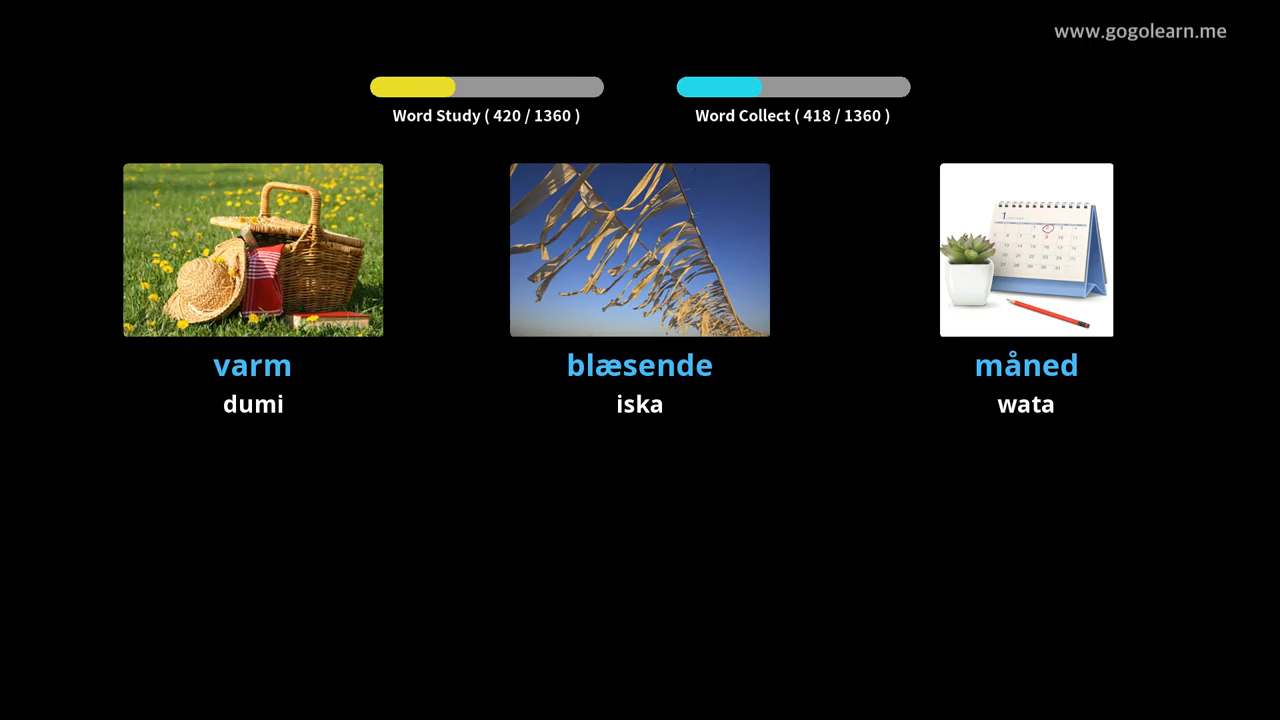 www.gogolearn.me
Word Study ( 420 / 1360 )
Word Collect ( 418 / 1360 )
varm
blæsende
måned
dumi
iska
wata